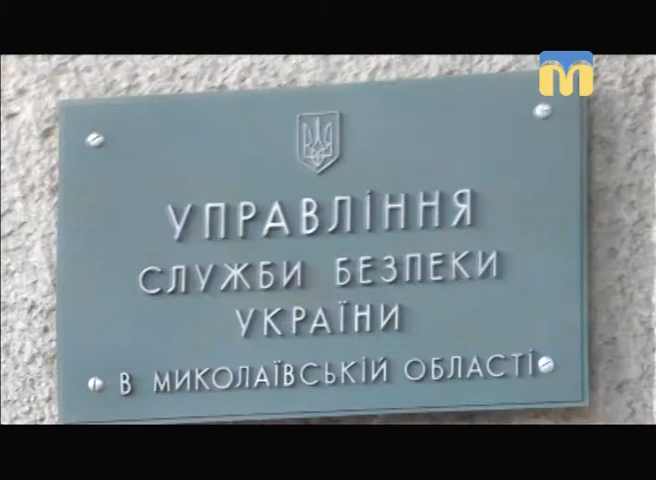 М
УПРАВЛІННЯ
СЛУЖБИ БЕЗПЕКИ
УКРАЇНИ
В МИКОЛАЇВСЬКІЙ ОБЛАСТІ